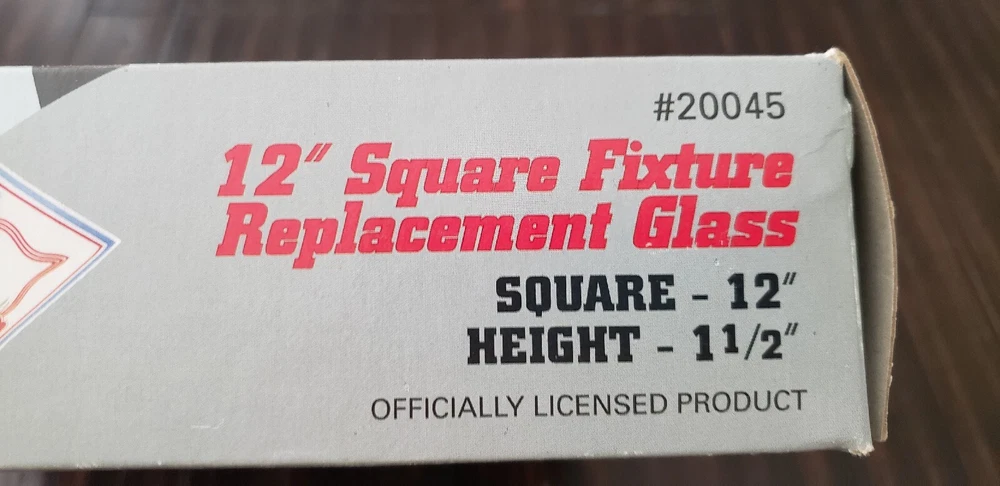 #20045
12" Square Fixture
Replacement Glass
SQUARE - 12"
HEIGHT - 1 1/2"
OFFICIALLY LICENSED PRODUCT